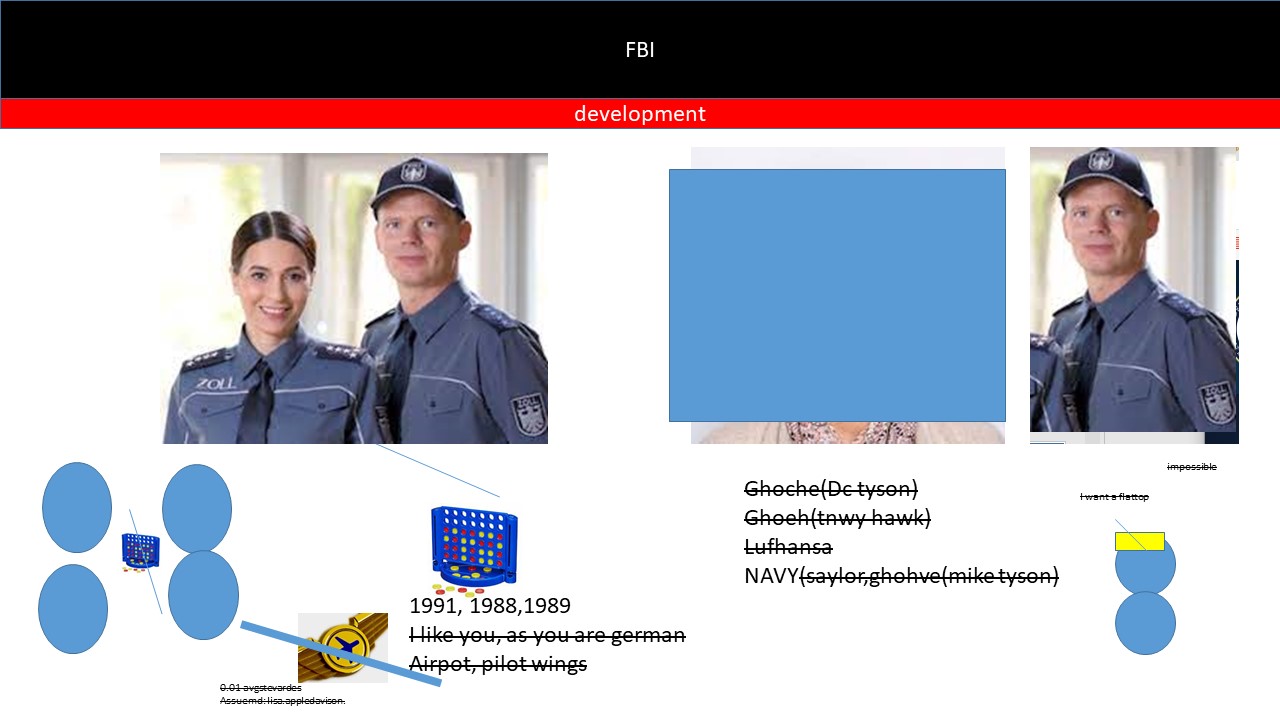 FBI
development
ZOLL
ZOLL
ZOLL
Impossible
I want a flattop
Ghoche(Dc tyson)
Ghoeh(tnwy hawk)
Lufhansa
NAVY(saylor,ghohve(mike tyson)
1991, 1988,1989
I like you, as you are german
Airpot, pilot wings
0.01 avgstevardes
Assuemd: lisa.appledavison.